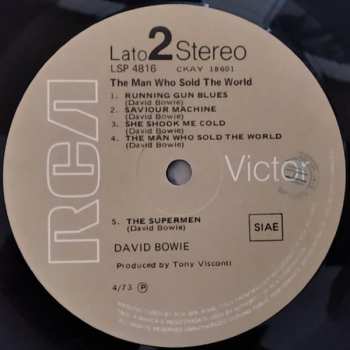 Lato 2 Stereo
LSP 4816 CKAY 18601
The Man Who Sold The World
1. RUNNING GUN BLUES
(David Bowie)
2. SAVIOUR MACHINE
(David Bowie)
3. SHE SHOOK ME COLD
(David Bowie)
4. THE MAN WHO SOLD THE WORLD
(David Bowie)
RCA
Victor
5. THE SUPERMEN
(David Bowie)
SIAE
DAVID BOWIE
Produced by Tony Visconti
4/73 Ⓟ